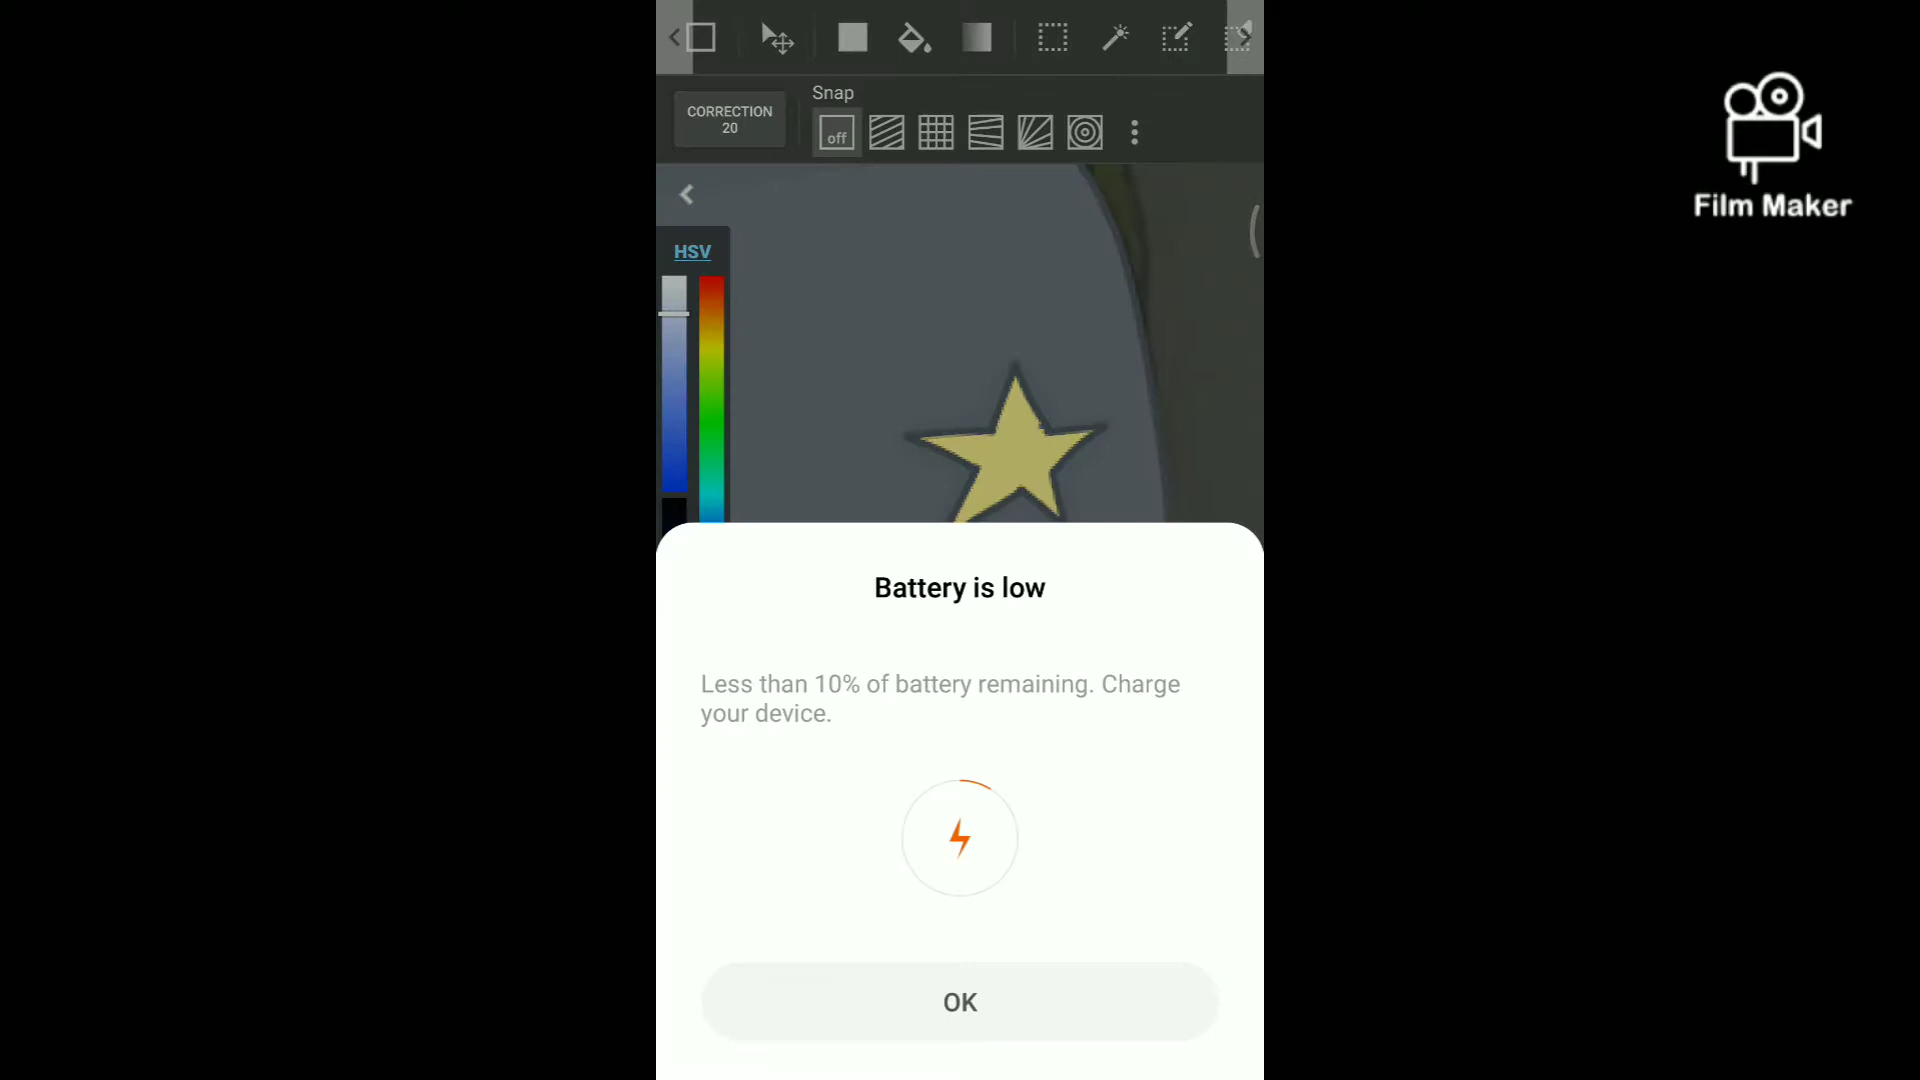 CORRECTION
20
Snap
off
Film Maker
HSV
Battery is low
Less than 10% of battery remaining. Charge
your device.
OK